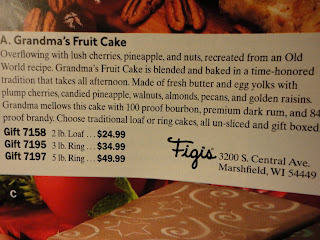 A. Grandma's Fruit Cake
Overflowing with lush cherries, pineapple, and nuts, recreated from an Old
World recipe. Grandma's Fruit Cake is blended and baked in a time-honored
tradition that takes all afternoon. Made of fresh butter and egg yolks with
plump cherries, candied pineapple, walnuts, almonds, pecans, and golden raisins.
Grandma mellows this cake with 100 proof bourbon, premium dark rum, and 84
proof brandy. Choose traditional loaf or ring cakes, all un-sliced and gift boxed.
Gift 7158 2 lb. Loaf . . . $24.99
Gift 7195 3 lb. Ring . . . $34.99
Gift 7197 5 lb. Ring . . . $49.99
Figi's
3200 S. Central Ave.
Marshfield, WI 54449
C